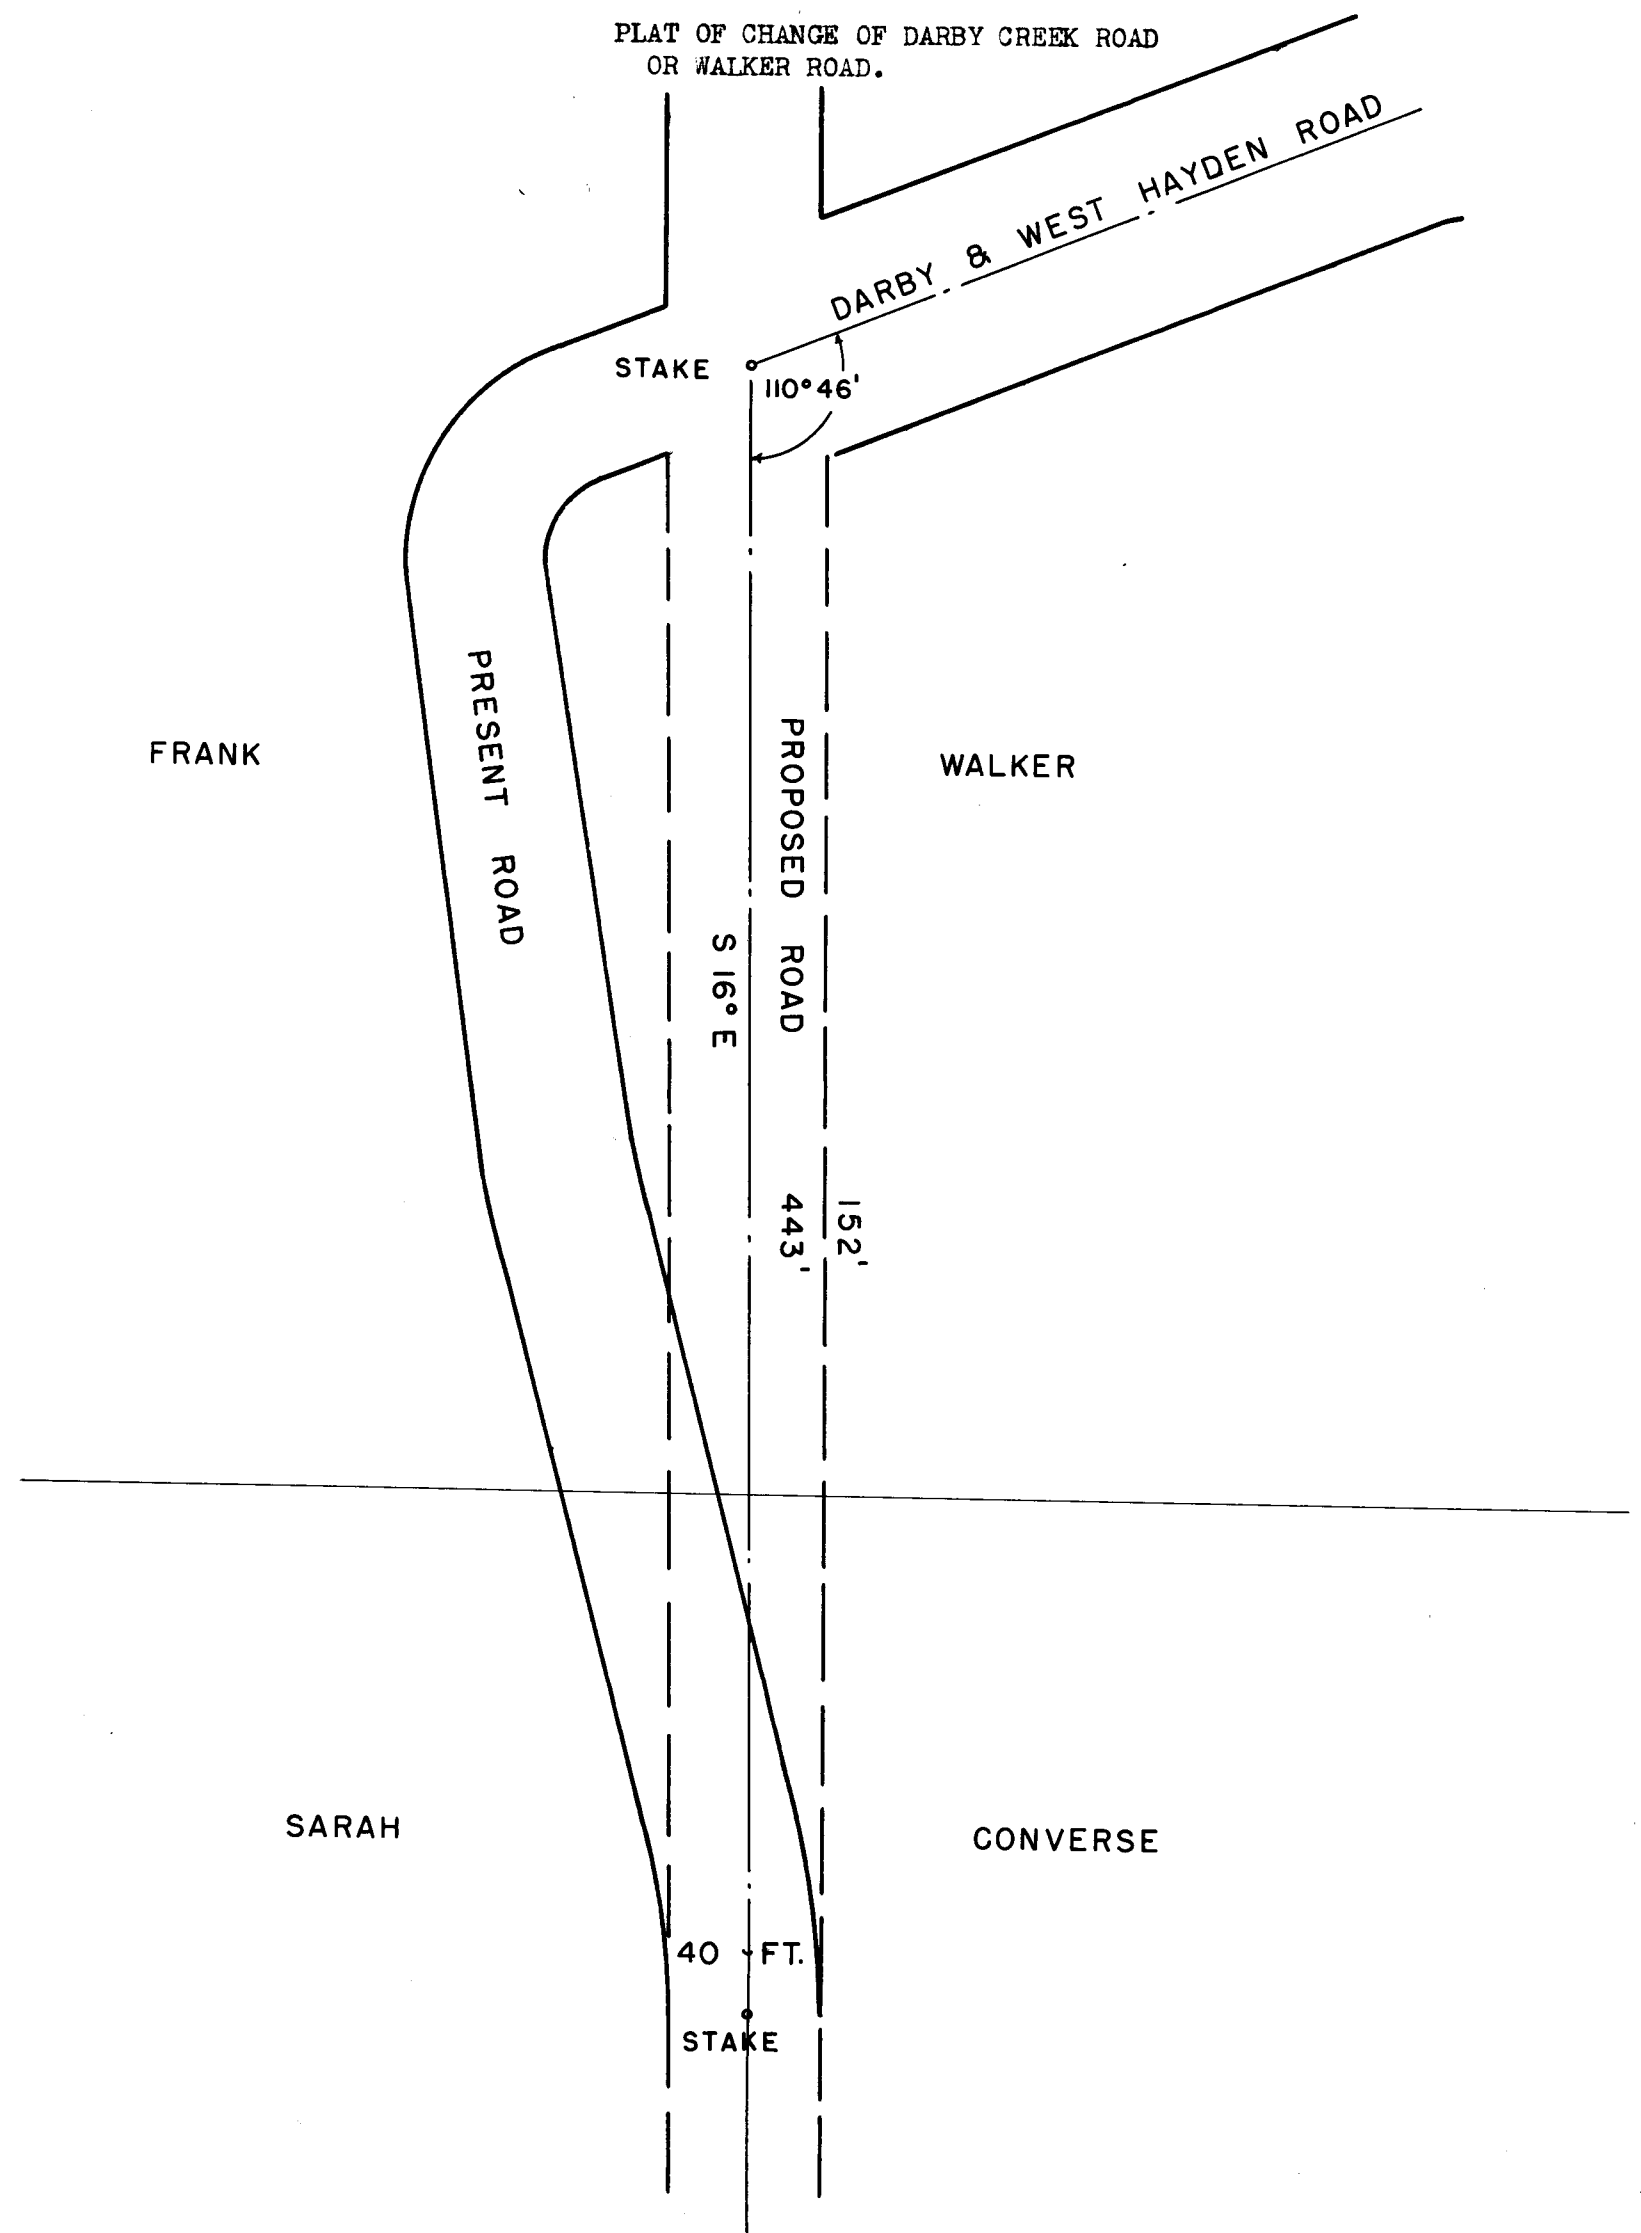 PLAT OF CHANGE OF DARBY CREEK ROAD
OR WALKER ROAD.
DARBY & WEST HAYDEN ROAD
STAKE
110°46'
PRESENT ROAD
FRANK
WALKER
PROPOSED ROAD
S 16° E
152'
443'
SARAH
CONVERSE
40 FT.
STAKE